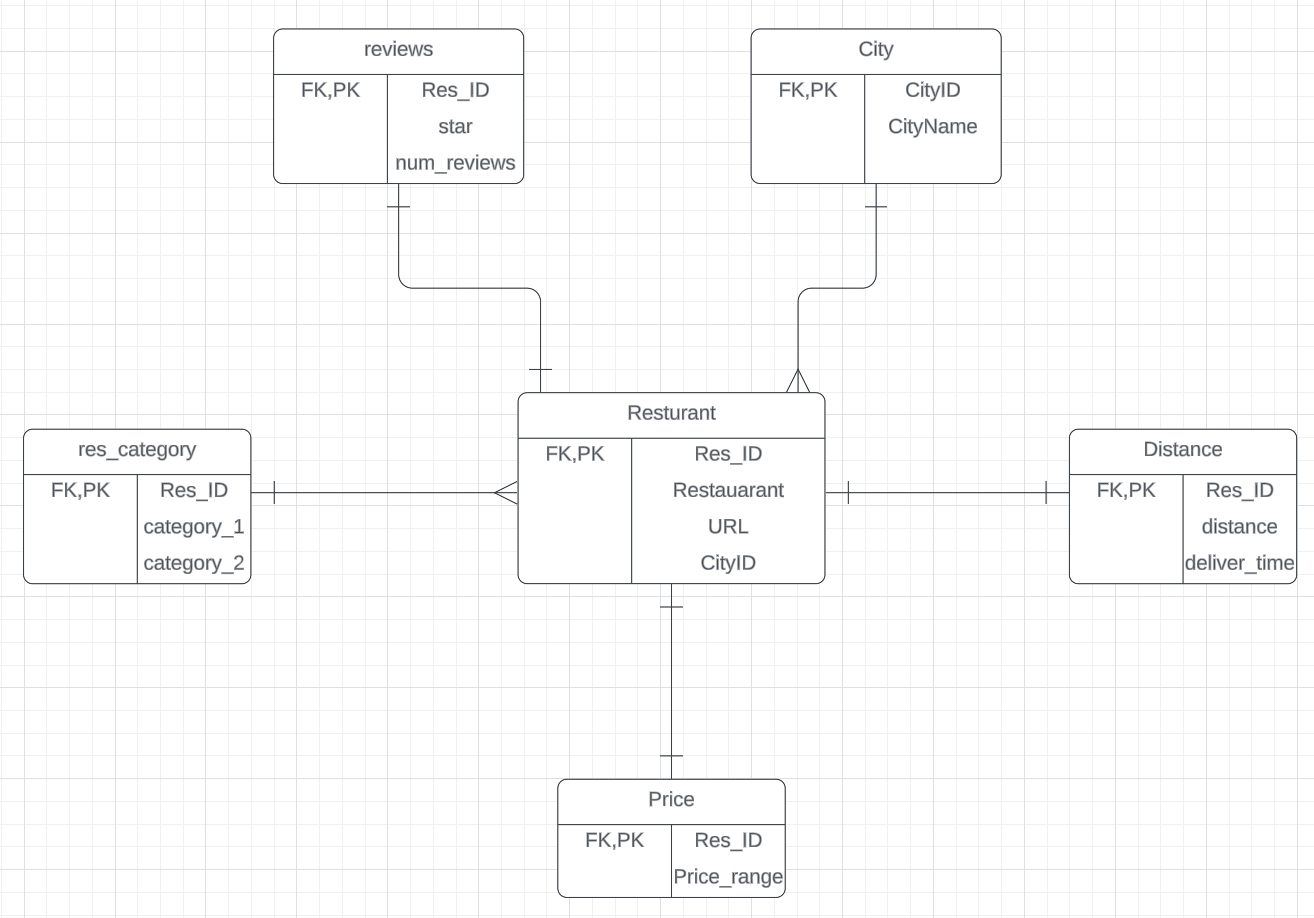 reviews
FK,PK Res_ID
star
num_reviews
City
FK,PK CityID
CityName
res_category
FK,PK Res_ID
category_1
category_2
Resturant
FK,PK Res_ID
Restauarant
URL
CityID
Distance
FK,PK Res_ID
distance
deliver_time
Price
FK,PK Res_ID
Price_range